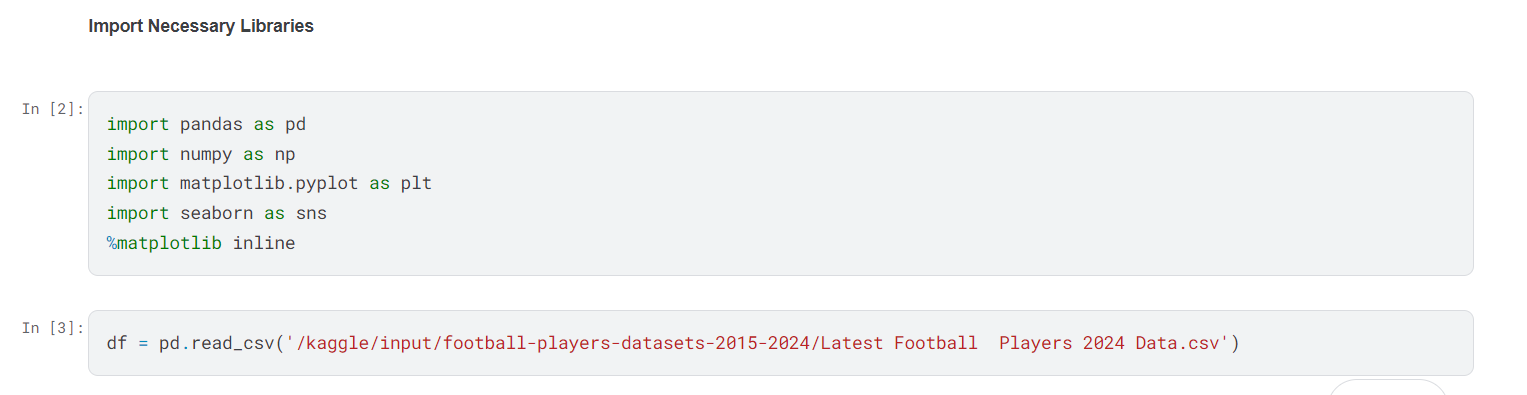 Import Necessary Libraries
In [2]:
import pandas as pd
import numpy as np
import matplotlib.pyplot as plt
import seaborn as sns
%matplotlib inline
In [3]:
df = pd.read_csv('/kaggle/input/football-players-datasets-2015-2024/Latest Football  Players 2024 Data.csv')